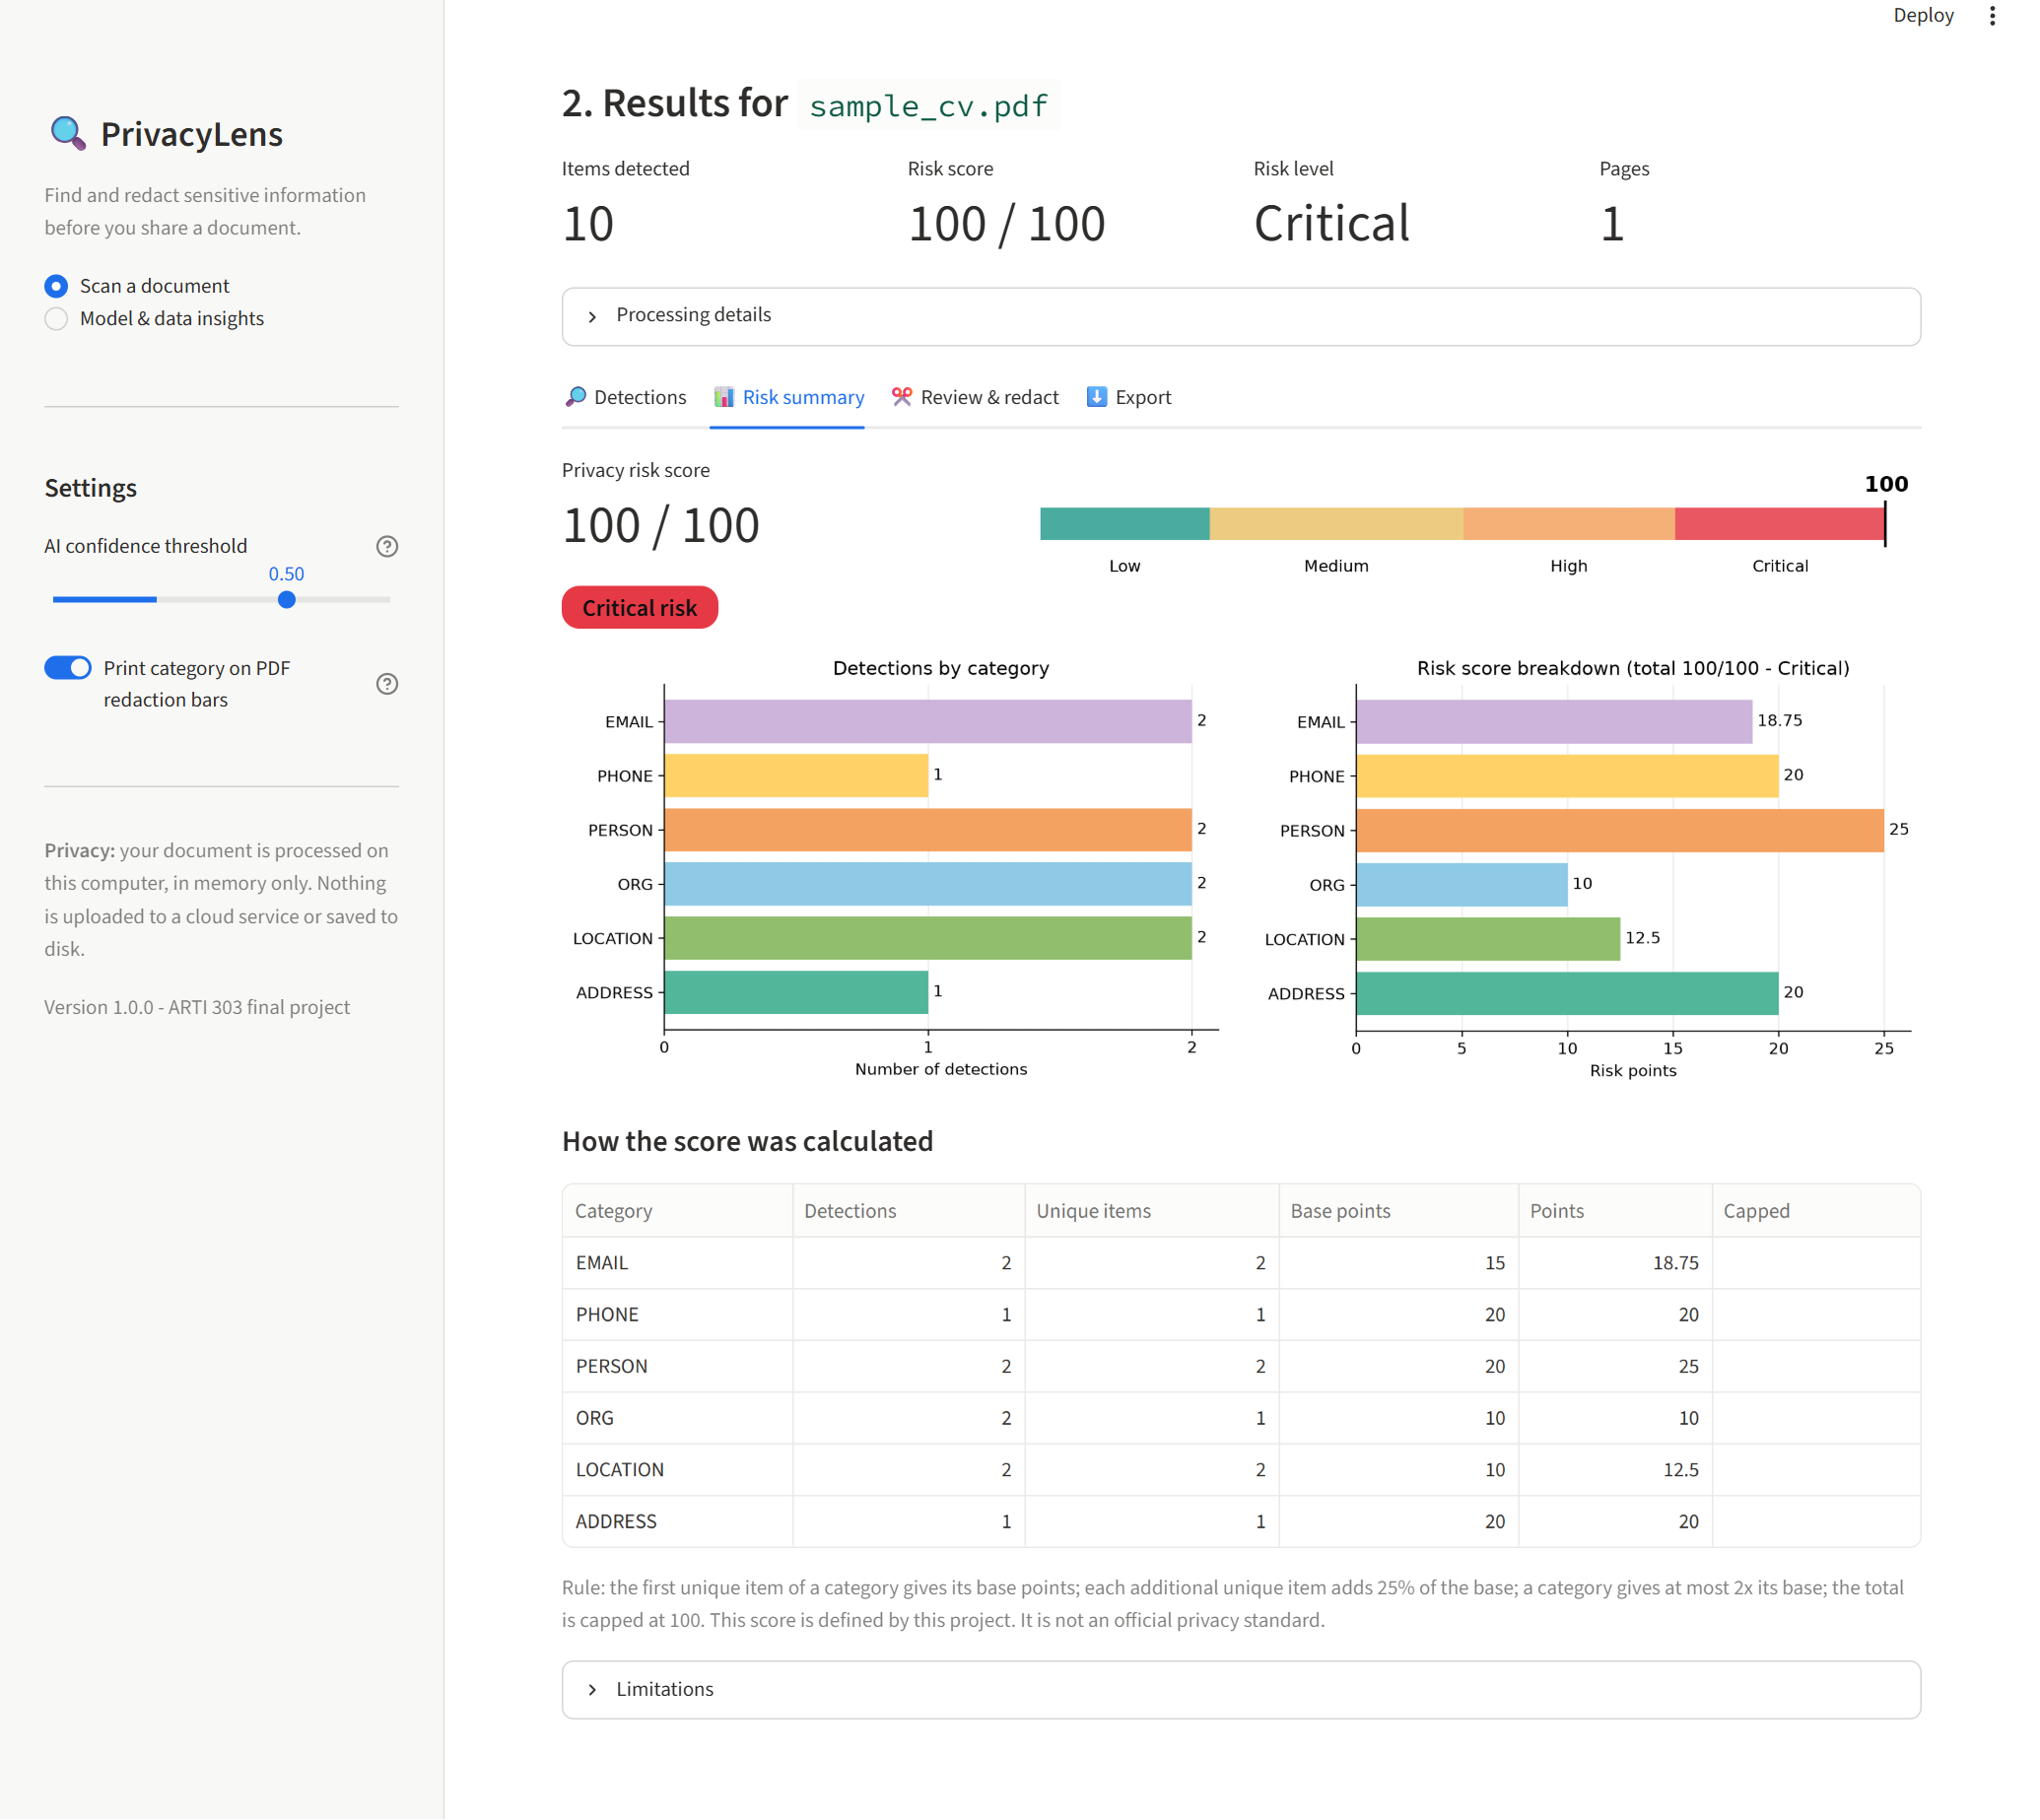 Deploy
PrivacyLens
Find and redact sensitive information
before you share a document.
Scan a document
Model & data insights
Settings
AI confidence threshold
0.50
Print category on PDF
redaction bars
Privacy: your document is processed on
this computer, in memory only. Nothing
is uploaded to a cloud service or saved to
disk.
Version 1.0.0 - ARTI 303 final project
2. Results for sample_cv.pdf
Items detected Risk score Risk level Pages
10 100 / 100 Critical 1
Processing details
Detections Risk summary Review & redact Export
Privacy risk score
100 / 100
Critical risk
100
Low Medium High Critical
Detections by category
EMAIL 2
PHONE 1
PERSON 2
ORG 2
LOCATION 2
ADDRESS 1
0 1 2
Number of detections
Risk score breakdown (total 100/100 - Critical)
EMAIL 18.75
PHONE 20
PERSON 25
ORG 10
LOCATION 12.5
ADDRESS 20
0 5 10 15 20 25
Risk points
How the score was calculated
Category Detections Unique items Base points Points Capped
EMAIL 2 2 15 18.75
PHONE 1 1 20 20
PERSON 2 2 20 25
ORG 2 1 10 10
LOCATION 2 2 10 12.5
ADDRESS 1 1 20 20
Rule: the first unique item of a category gives its base points; each additional unique item adds 25% of the base; a category gives at most 2x its base; the total
is capped at 100. This score is defined by this project. It is not an official privacy standard.
Limitations